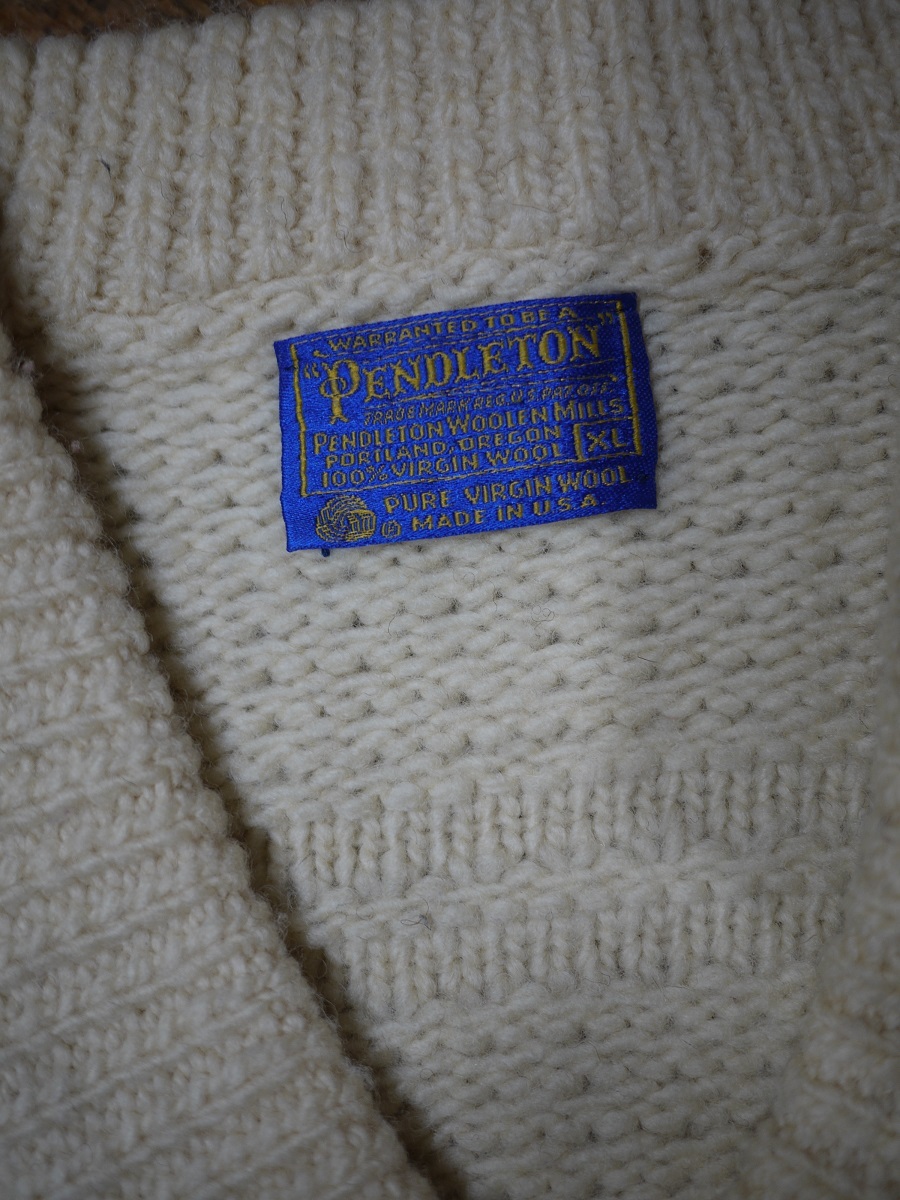 WARRANTED TO BE A
"PENDLETON"
TRADE MARK REG. U.S. PAT. OFF.
PENDLETON WOOLEN MILLS
PORTLAND, OREGON
100% VIRGIN WOOL
XL
PURE VIRGIN WOOL
MADE IN U.S.A.